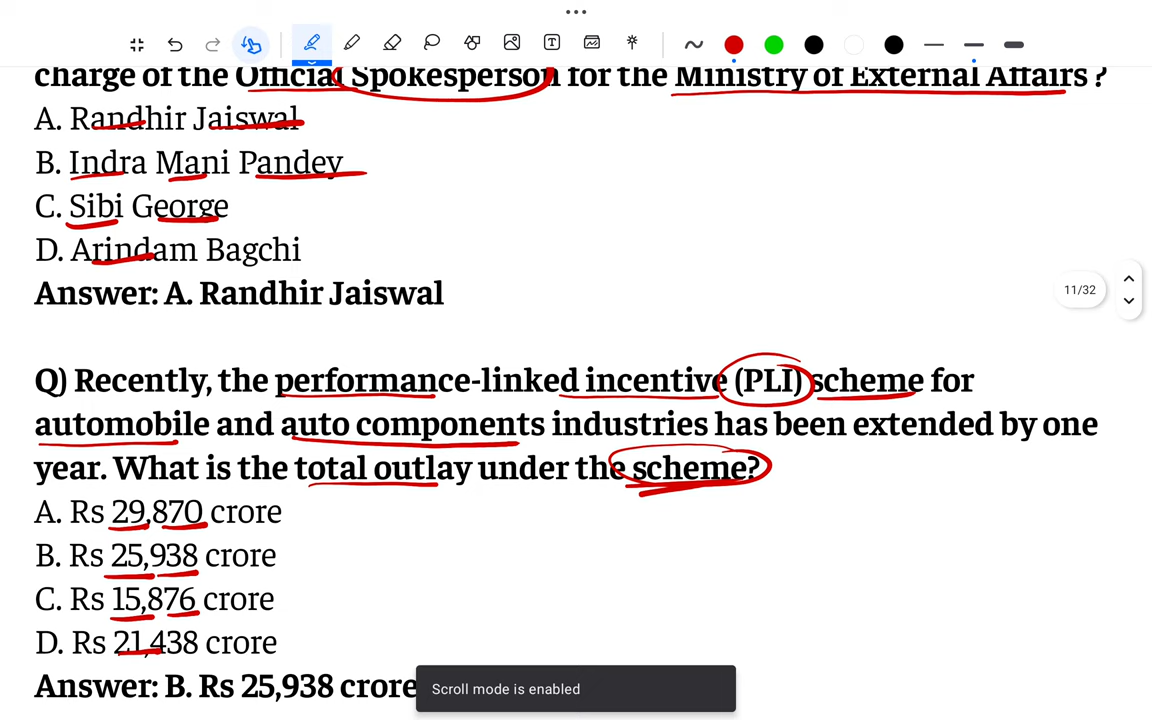 charge of the Official Spokesperson for the Ministry of External Affairs ?
A. Randhir Jaiswal
B. Indra Mani Pandey
C. Sibi George
D. Arindam Bagchi
Answer: A. Randhir Jaiswal
11/32
Q) Recently, the performance-linked incentive (PLI) scheme for
automobile and auto components industries has been extended by one
year. What is the total outlay under the scheme?
A. Rs 29,870 crore
B. Rs 25,938 crore
C. Rs 15,876 crore
D. Rs 21,438 crore
Answer: B. Rs 25,938 crore
Scroll mode is enabled